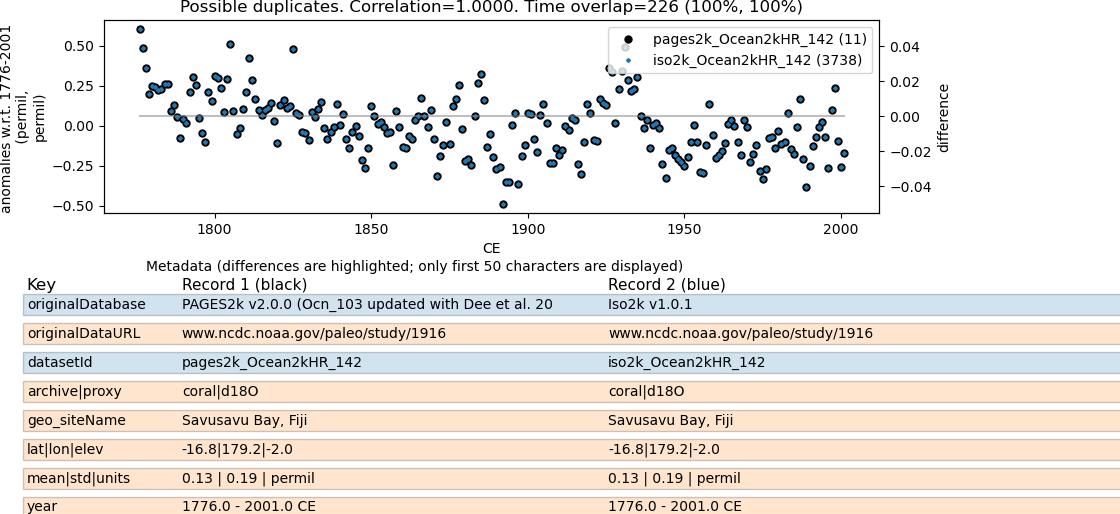 Possible duplicates. Correlation=1.0000. Time overlap=226 (100%, 100%)
anomalies w.r.t. 1776-2001
(permil,
permil)
0.50
0.25
0.00
−0.25
−0.50
pages2k_Ocean2kHR_142 (11)
iso2k_Ocean2kHR_142 (3738)
0.04
0.02
0.00
−0.02
−0.04
difference
1800
1850
1900
1950
2000
CE
Metadata (differences are highlighted; only first 50 characters are displayed)
Key Record 1 (black) Record 2 (blue)
originalDatabase PAGES2k v2.0.0 (Ocn_103 updated with Dee et al. 20 Iso2k v1.0.1
originalDataURL www.ncdc.noaa.gov/paleo/study/1916 www.ncdc.noaa.gov/paleo/study/1916
datasetId pages2k_Ocean2kHR_142 iso2k_Ocean2kHR_142
archive|proxy coral|d18O coral|d18O
geo_siteName Savusavu Bay, Fiji Savusavu Bay, Fiji
lat|lon|elev -16.8|179.2|-2.0 -16.8|179.2|-2.0
mean|std|units 0.13 | 0.19 | permil 0.13 | 0.19 | permil
year 1776.0 - 2001.0 CE 1776.0 - 2001.0 CE